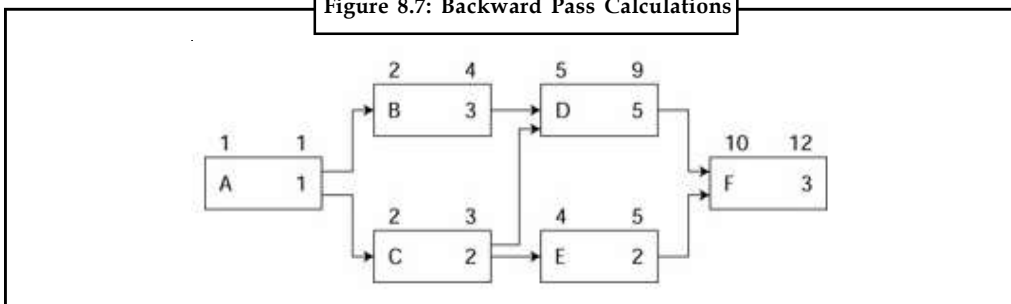 Figure 8.7: Backward Pass Calculations
2 4 5 9
B 3 D 5
1 1 10 12
A 1 F 3
2 3 4 5
C 2 E 2